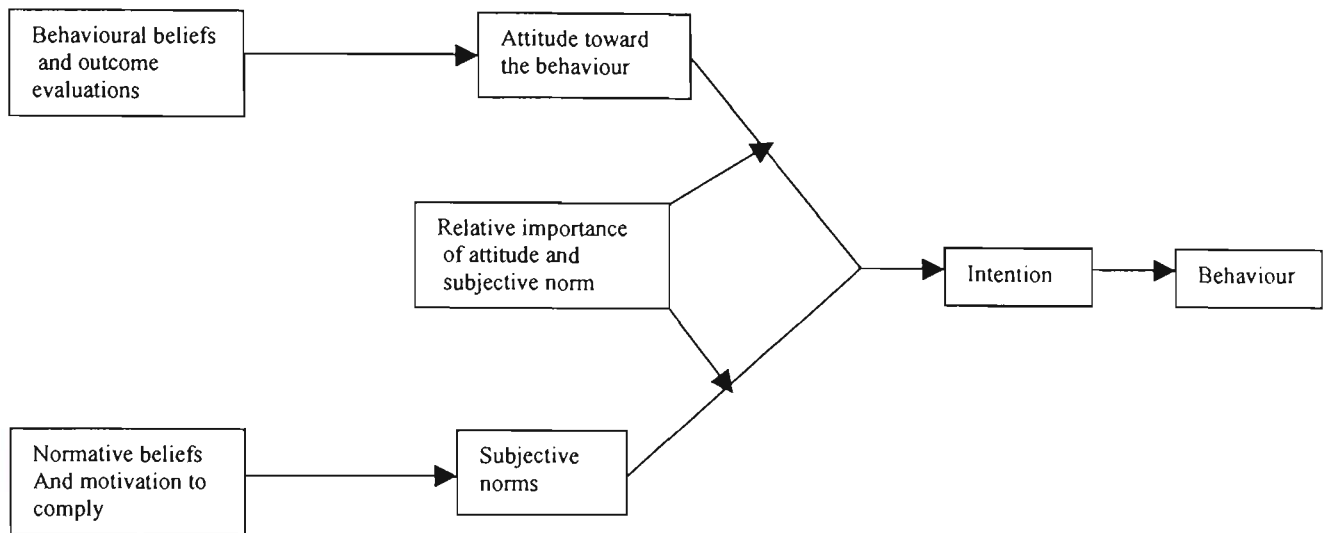 Behavioural beliefs
and outcome
evaluations
Attitude toward
the behaviour
Relative importance
of attitude and
subjective norm
Intention
Behaviour
Normative beliefs
And motivation to
comply
Subjective
norms